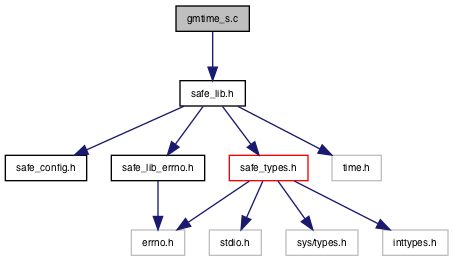 gmtime_s.c
safe_lib.h
safe_config.h
safe_lib_errno.h
safe_types.h
time.h
errno.h
stdio.h
sys/types.h
inttypes.h